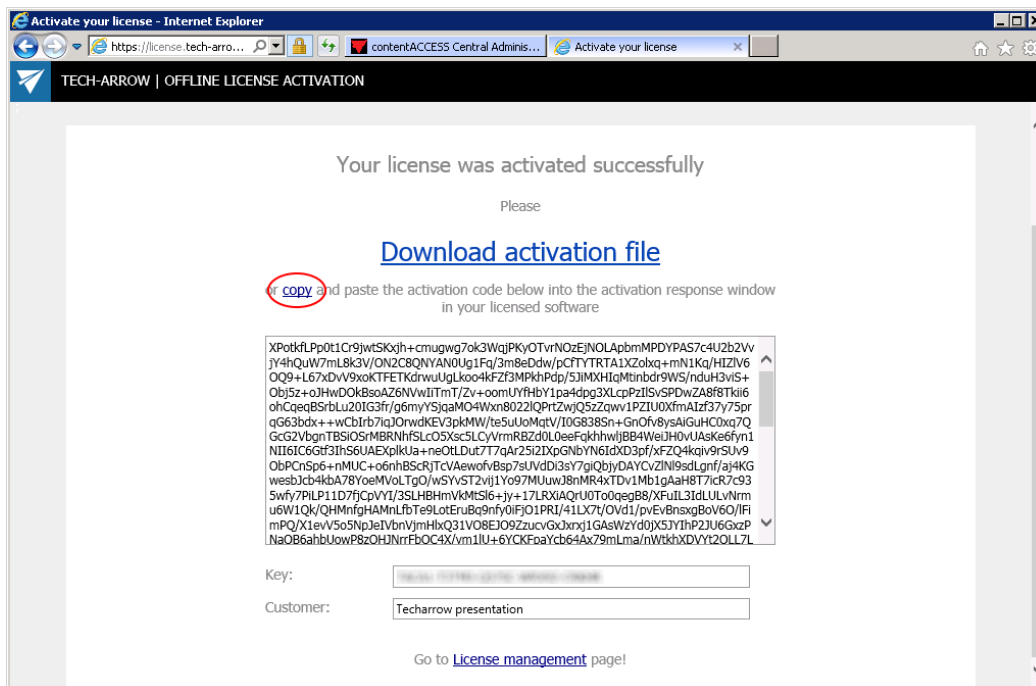 Activate your license - Internet Explorer
https://license.tech-arro...
contentACCESS Central Adminis...
Activate your license
TECH-ARROW | OFFLINE LICENSE ACTIVATION
Your license was activated successfully
Please
Download activation file
or copy and paste the activation code below into the activation response window
in your licensed software
XPotkfLPp0t1Cr9jwtSKxjh+cmugwg7ok3WqjPKyOTvrNOzEjNOLApbmMPDYPAS7c4U2b2Vv
jY4hQuW7mL8k3V/ON2C8QNYAN0Ug1Fq/3m8eDdw/pCfTYTRTA1XZolxq+mN1Kq/HIZlV6
OQ9+L67xDvV9xoKTFETKdrwuUgLkoo4kFZf3MPkhPdp/5JiMXHIqMtinbdr9WS/nduH3viS+
Obj5z+oJHwDOkBsoAZ6NVwIiTmT/Zv+oomUYfHbY1pa4dpg3XLcpPzIlSvSPDwZA8f8Tkii6
ohCqeqBSrbLu20IG3fr/g6myYSjqaMO4Wxn8022lQPrtZwjQ5zZqwv1PZIU0XfmAIzf37y75pr
qG63bdx++wCbIrb7iqJOrwdKEV3pkMW/te5uUoMqtV/I0G838Sn+GnOfv8ysAiGuHC0xq7Q
GcG2VbgnTBSiOSrMBRNhfSLcO5Xsc5LCyVrmRBZd0L0eeFqkhhwljBB4WeiJH0vUAsKe6fyn1
NII6IC6Gtf3IhS6UAEXplkUa+neOtLDut7T7qAr25i2IXpGNbYN6IdXD3pf/xFZQ4kqiv9rSUv9
ObPCnSp6+nMUC+o6nhBScRjTcVAewofvBsp7sUVdDi3sY7giQbjyDAYCvZlNl9sdLgnf/aj4KG
wesbJcb4kbA78YoeMVoLTgO/wSYvST2vij1Yo97MUuwJ8nMR4xTDv1Mb1gAaH8T7icR7c93
5wfy7PiLP11D7fjCpVYI/3SLHBHmVkMtSl6+jy+17LRXiAQrU0To0qegB8/XFuIL3IdLULvNrm
u6W1Qk/QHMnfgHAMnLfbTe9LotEruBq9nfy0iFjO1PRI/41LX7t/OVd1/pvEvBnsxgBoV6O/lFi
mPQ/X1evV5o5NpJeIVbnVjmHlxQ31VO8EJO9ZzucvGxJxrxj1GAsWzYd0jX5JYIhP2JU6GxzP
NaOB6ahbUowP8zOHJNrrFbOC4X/vm1lU+6YCKFpaYcb64Ax79mLma/nWtkhXDVYt2OLL7L
Key:
Customer:
Techarrow presentation
Go to License management page!